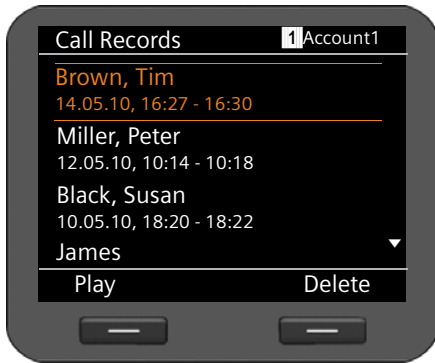 Call Records 1 Account1
Brown, Tim
14.05.10, 16:27 - 16:30
Miller, Peter
12.05.10, 10:14 - 10:18
Black, Susan
10.05.10, 18:20 - 18:22
James
Play Delete